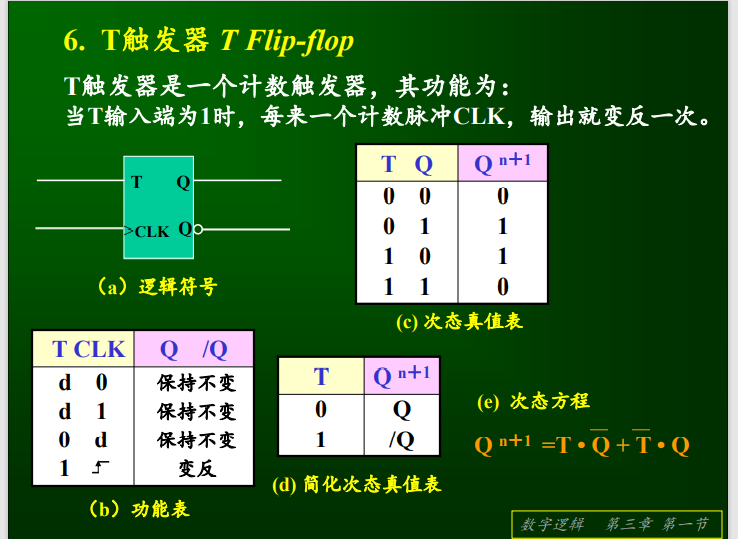 6. T触发器 T Flip-flop
T触发器是一个计数触发器，其功能为：
当T输入端为1时，每来一个计数脉冲CLK，输出就变反一次。
T Q
>CLK Q
(a) 逻辑符号
T Q Q n+1
0 0 0
0 1 1
1 0 1
1 1 0
(c) 次态真值表
T CLK Q /Q
d 0 保持不变
d 1 保持不变
0 d 保持不变
1 变反
(b) 功能表
T Q n+1
0 Q
1 /Q
(d) 简化次态真值表
(e) 次态方程
Q n+1 =T•Q̅+T̅•Q
数字逻辑 第三章 第一节